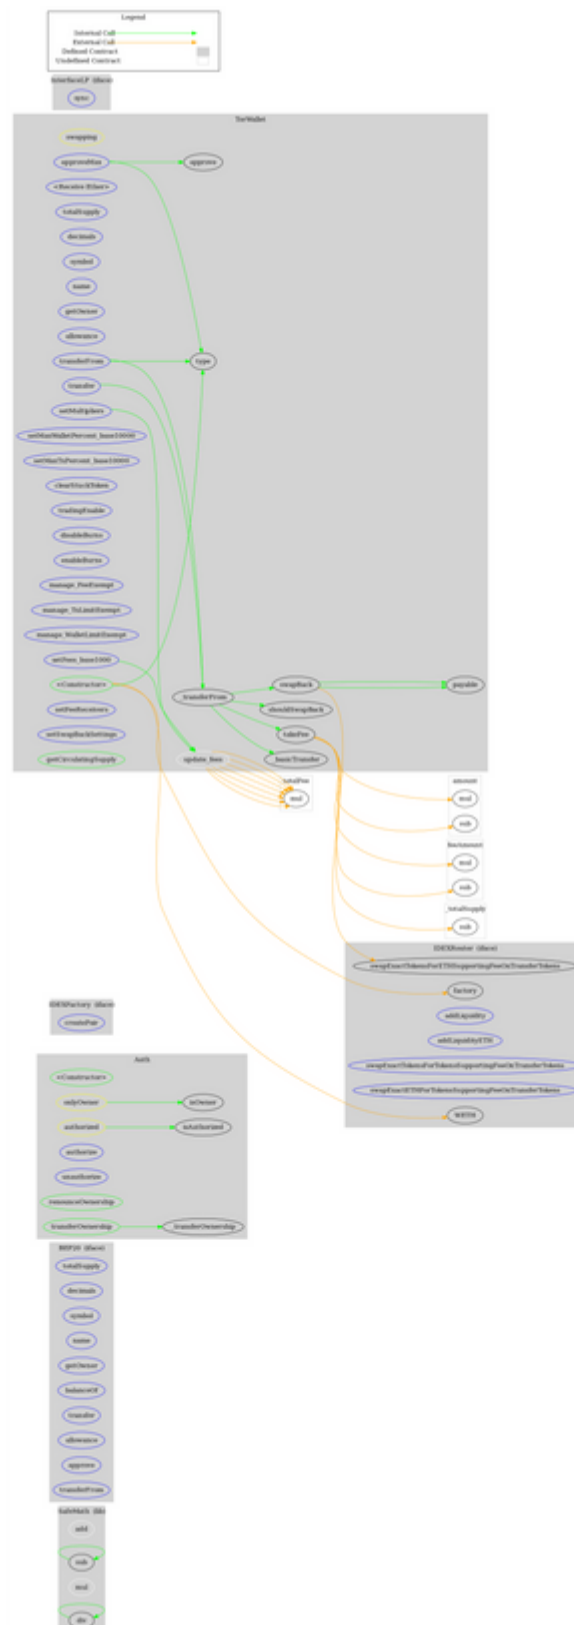 Legend
Internal Call
External Call
Defined Contract
Undefined Contract
InterfaceLP (iface)
sync
TorWallet
swapping
approveMax
approve
<Receive Ether>
totalSupply
decimals
symbol
name
getOwner
allowance
transferFrom
type
transfer
setMultipliers
setMaxWalletPercent_base10000
setMaxTxPercent_base10000
clearStuckToken
tradingEnable
disableBurns
enableBurns
manage_FeeExempt
manage_TxLimitExempt
manage_WalletLimitExempt
setFees_base1000
<Constructor>
_transferFrom
swapBack
payable
shouldSwapBack
setFeeReceivers
setSwapBackSettings
takeFee
getCirculatingSupply
update_fees
_basicTransfer
totalFee
mul
amount
mul
sub
feeAmount
mul
sub
_totalSupply
sub
IDEXRouter (iface)
swapExactTokensForETHSupportingFeeOnTransferTokens
factory
addLiquidity
addLiquidityETH
swapExactTokensForTokensSupportingFeeOnTransferTokens
swapExactETHForTokensSupportingFeeOnTransferTokens
WETH
IDEXFactory (iface)
createPair
Auth
<Constructor>
onlyOwner
isOwner
authorized
isAuthorized
authorize
unauthorize
renounceOwnership
transferOwnership
_transferOwnership
BEP20 (iface)
totalSupply
decimals
symbol
name
getOwner
balanceOf
transfer
allowance
approve
transferFrom
SafeMath (lib)
add
sub
mul
div